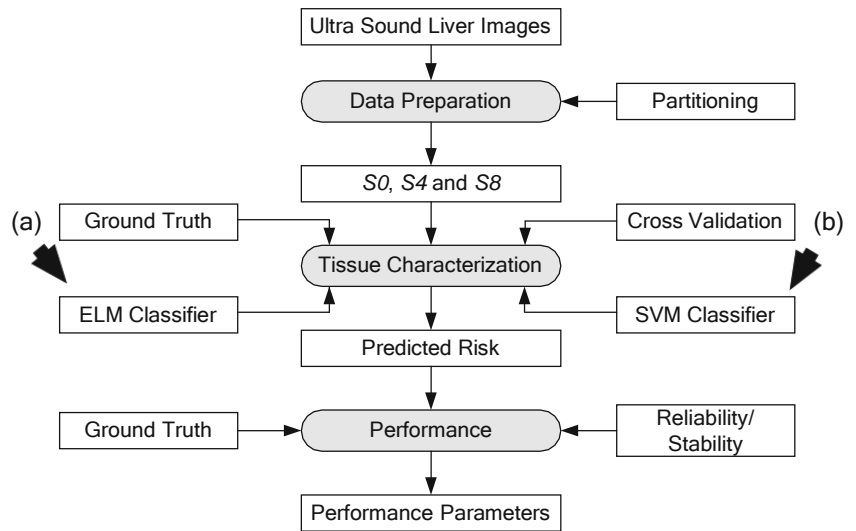 Ultra Sound Liver Images
Data Preparation
Partitioning
S0, S4 and S8
(a)
Ground Truth
Cross Validation
(b)
Tissue Characterization
ELM Classifier
SVM Classifier
Predicted Risk
Ground Truth
Performance
Reliability/
Stability
Performance Parameters